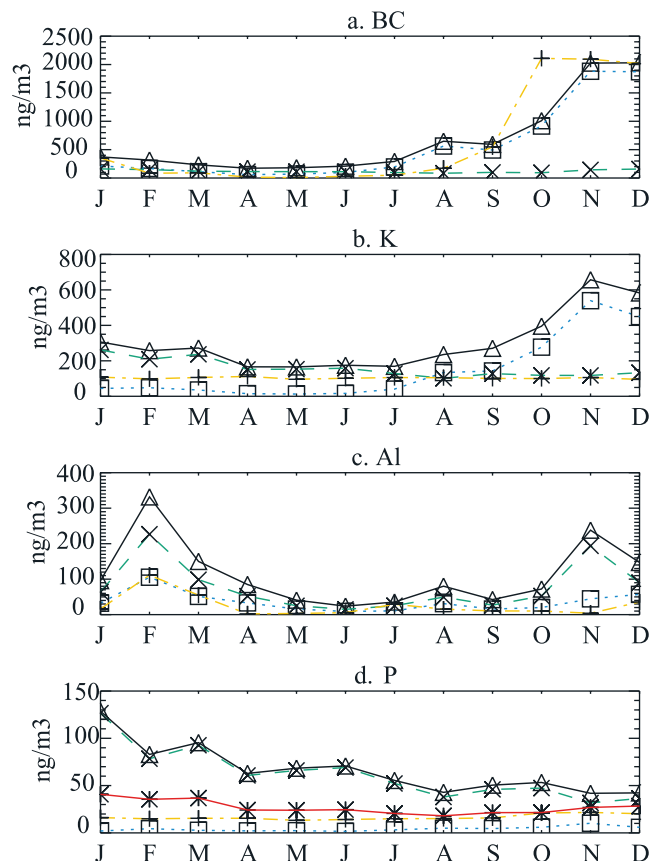 a. BC
2500
2000
1500
1000
500
0
ng/m3
J F M A M J J A S O N D
b. K
800
600
400
200
0
ng/m3
J F M A M J J A S O N D
c. Al
400
300
200
100
0
ng/m3
J F M A M J J A S O N D
d. P
150
100
50
0
ng/m3
J F M A M J J A S O N D